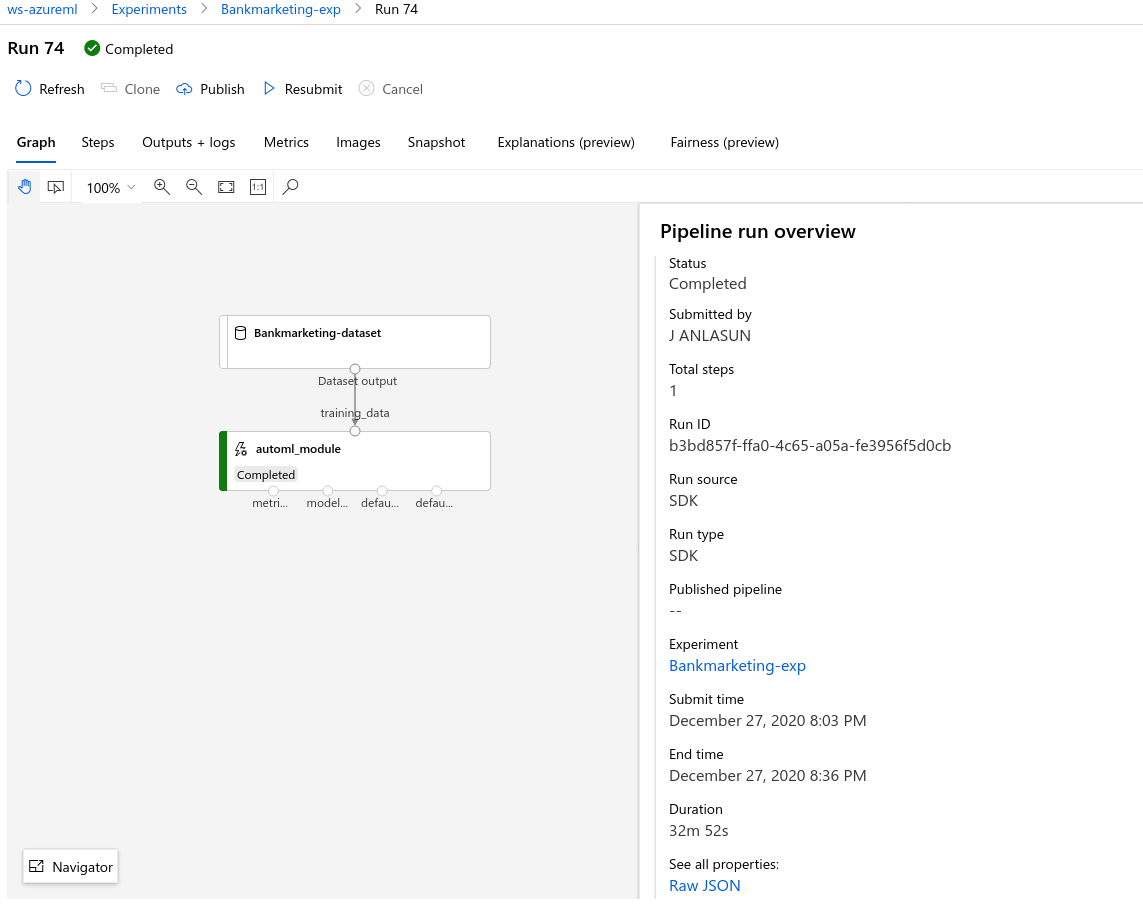 ws-azureml > Experiments > Bankmarketing-exp > Run 74
Run 74 Completed
Refresh Clone Publish Resubmit Cancel
Graph Steps Outputs + logs Metrics Images Snapshot Explanations (preview) Fairness (preview)
100% 1:1
Bankmarketing-dataset
Dataset output
training_data
automl_module
Completed
metri... model... defau... defau...
Navigator
Pipeline run overview
Status
Completed
Submitted by
J ANLASUN
Total steps
1
Run ID
b3bd857f-ffa0-4c65-a05a-fe3956f5d0cb
Run source
SDK
Run type
SDK
Published pipeline
--
Experiment
Bankmarketing-exp
Submit time
December 27, 2020 8:03 PM
End time
December 27, 2020 8:36 PM
Duration
32m 52s
See all properties:
Raw JSON